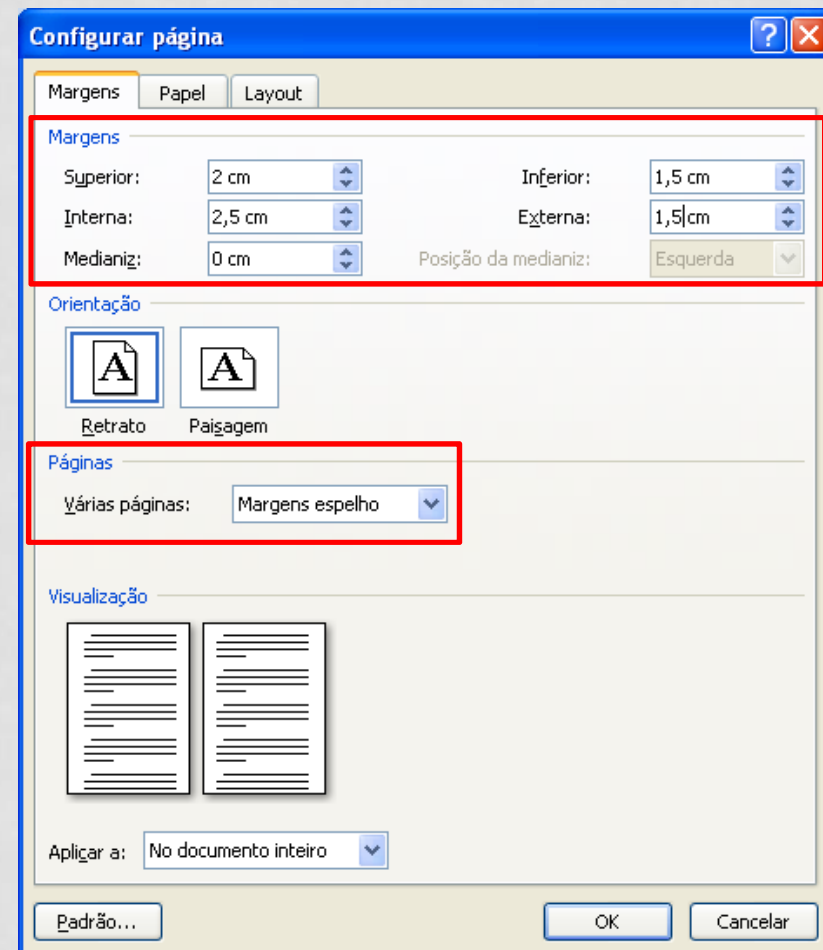 Configurar página
Margens Papel Layout
Margens
Superior: 2 cm Inferior: 1,5 cm
Interna: 2,5 cm Externa: 1,5 cm
Medianiz: 0 cm Posição da medianiz: Esquerda
Orientação
A A
Retrato Paisagem
Páginas
Várias páginas: Margens espelho
Visualização
Aplicar a: No documento inteiro
Padrão... OK Cancelar